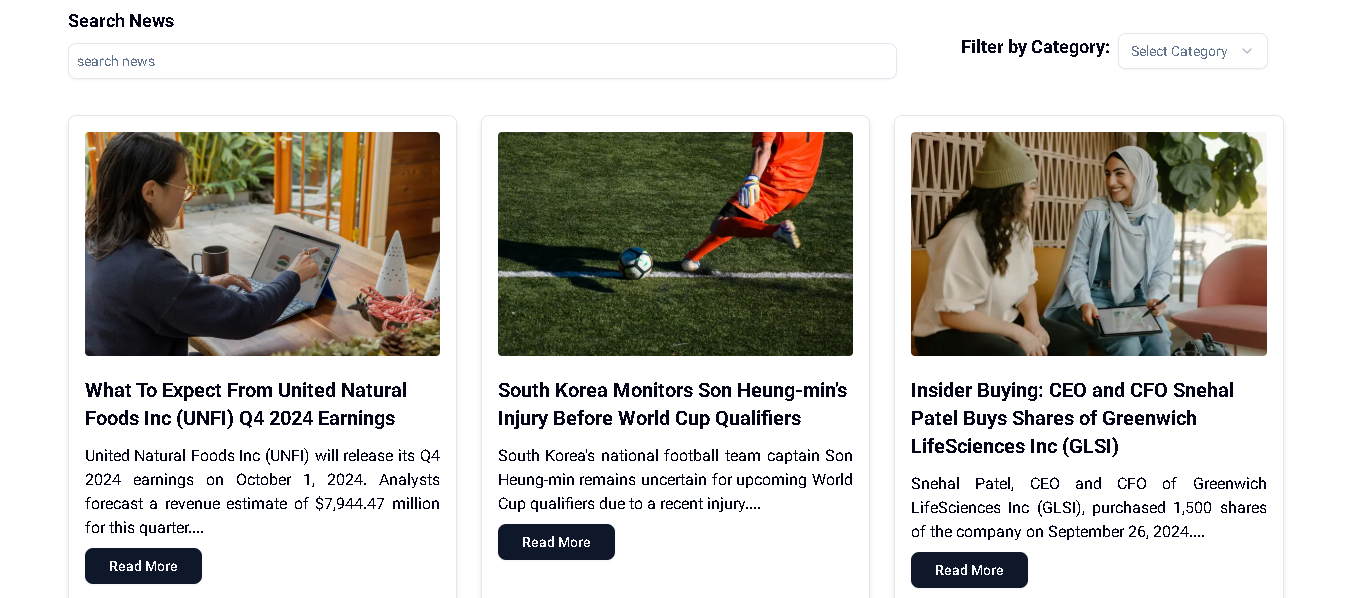 Search News
search news
Filter by Category:
Select Category
What To Expect From United Natural
Foods Inc (UNFI) Q4 2024 Earnings
United Natural Foods Inc (UNFI) will release its Q4
2024 earnings on October 1, 2024. Analysts
forecast a revenue estimate of $7,944.47 million
for this quarter....
Read More
South Korea Monitors Son Heung-min's
Injury Before World Cup Qualifiers
South Korea's national football team captain Son
Heung-min remains uncertain for upcoming World
Cup qualifiers due to a recent injury....
Read More
Insider Buying: CEO and CFO Snehal
Patel Buys Shares of Greenwich
LifeSciences Inc (GLSI)
Snehal Patel, CEO and CFO of Greenwich
LifeSciences Inc (GLSI), purchased 1,500 shares
of the company on September 26, 2024....
Read More